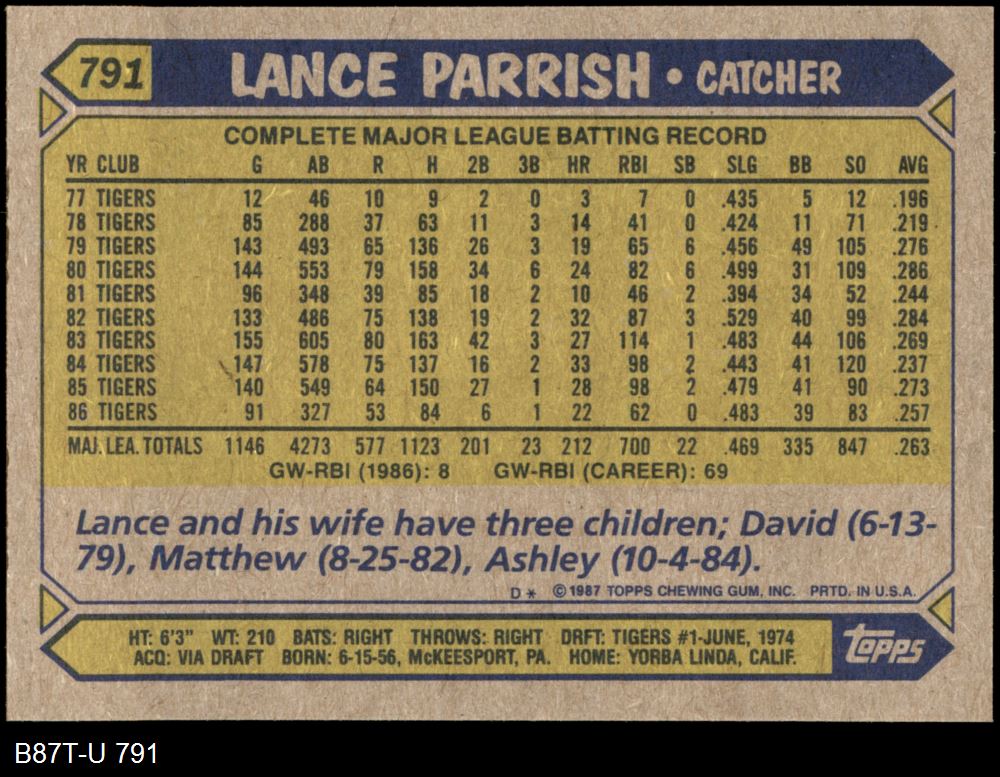 791 LANCE PARRISH • CATCHER
COMPLETE MAJOR LEAGUE BATTING RECORD
YR CLUB G AB R H 2B 3B HR RBI SB SLG BB SO AVG
77 TIGERS 12 46 10 9 2 0 3 7 0 .435 5 12 .196
78 TIGERS 85 288 37 63 11 3 14 41 0 .424 11 71 .219
79 TIGERS 143 493 65 136 26 3 19 65 6 .456 49 105 .276
80 TIGERS 144 553 79 158 34 6 24 82 6 .499 31 109 .286
81 TIGERS 96 348 39 85 18 2 10 46 2 .394 34 52 .244
82 TIGERS 133 486 75 138 19 2 32 87 3 .529 40 99 .284
83 TIGERS 155 605 80 163 42 3 27 114 1 .483 44 106 .269
84 TIGERS 147 578 75 137 16 2 33 98 2 .443 41 120 .237
85 TIGERS 140 549 64 150 27 1 28 98 2 .479 41 90 .273
86 TIGERS 91 327 53 84 6 1 22 62 0 .483 39 83 .257
MAJ. LEA. TOTALS 1146 4273 577 1123 201 23 212 700 22 .469 335 847 .263
GW-RBI (1986): 8 GW-RBI (CAREER): 69
Lance and his wife have three children; David (6-13-
79), Matthew (8-25-82), Ashley (10-4-84).
D * © 1987 TOPPS CHEWING GUM, INC. PRTD. IN U.S.A.
HT: 6'3" WT: 210 BATS: RIGHT THROWS: RIGHT DRFT: TIGERS #1-JUNE, 1974
ACQ: VIA DRAFT BORN: 6-15-56, McKEESPORT, PA. HOME: YORBA LINDA, CALIF.
topps
B87T-U 791